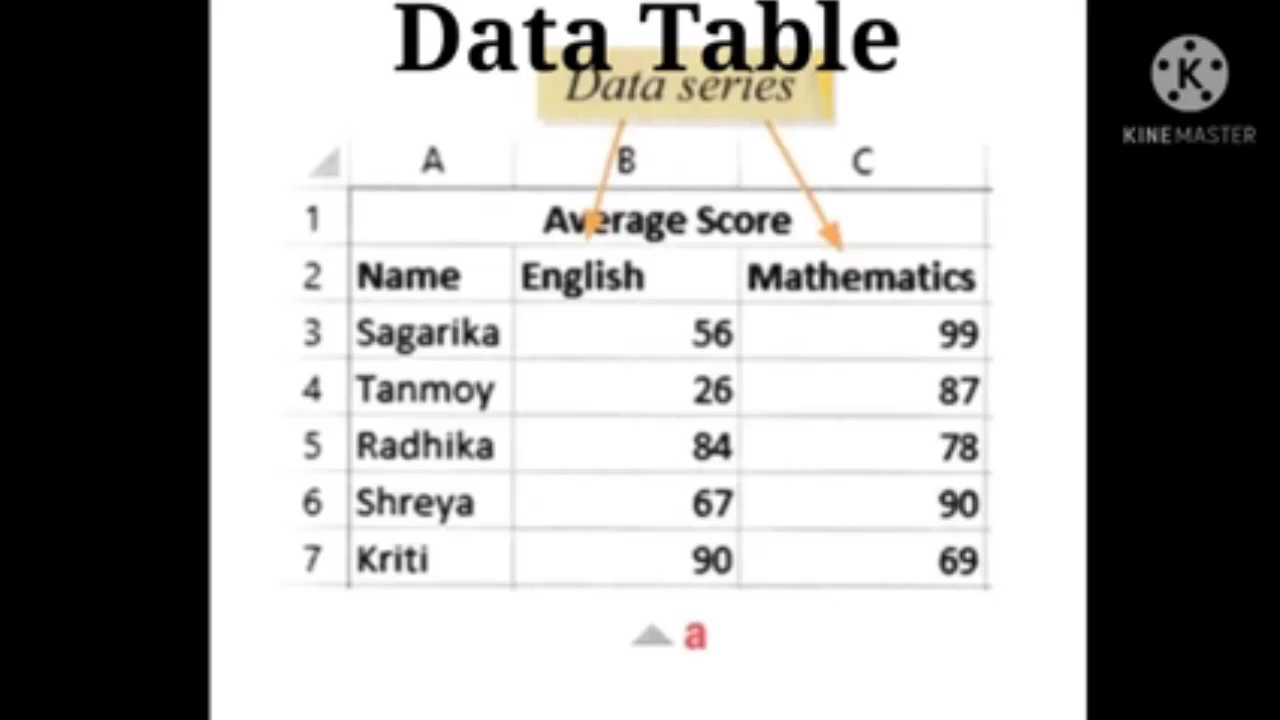 Data Table
Data series
KINEMASTER
A B C
1 Average Score
2 Name English Mathematics
3 Sagarika 56 99
4 Tanmoy 26 87
5 Radhika 84 78
6 Shreya 67 90
7 Kriti 90 69
a